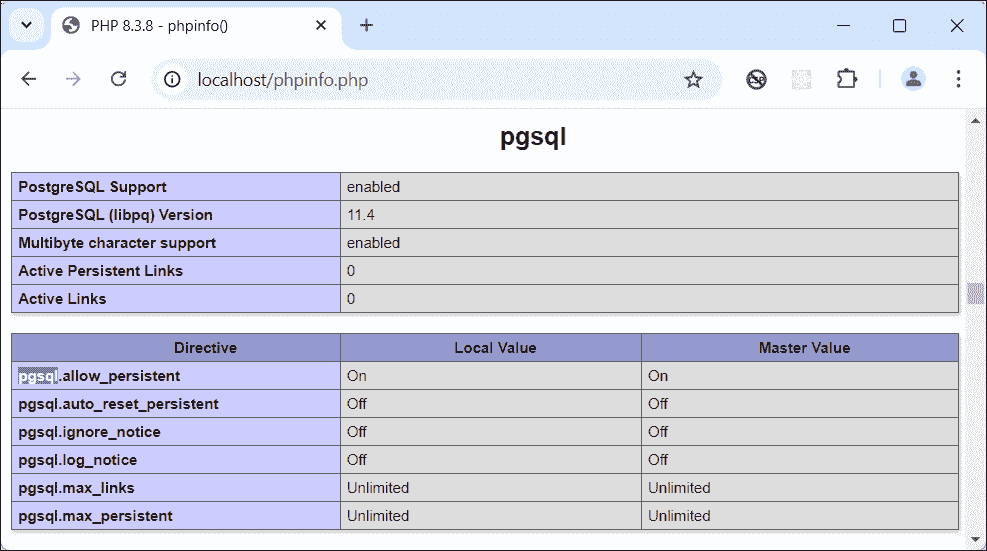 PHP 8.3.8 - phpinfo()
localhost/phpinfo.php
CSP
pgsql
PostgreSQL Support enabled
PostgreSQL (libpq) Version 11.4
Multibyte character support enabled
Active Persistent Links 0
Active Links 0
Directive Local Value Master Value
pgsql.allow_persistent On On
pgsql.auto_reset_persistent Off Off
pgsql.ignore_notice Off Off
pgsql.log_notice Off Off
pgsql.max_links Unlimited Unlimited
pgsql.max_persistent Unlimited Unlimited